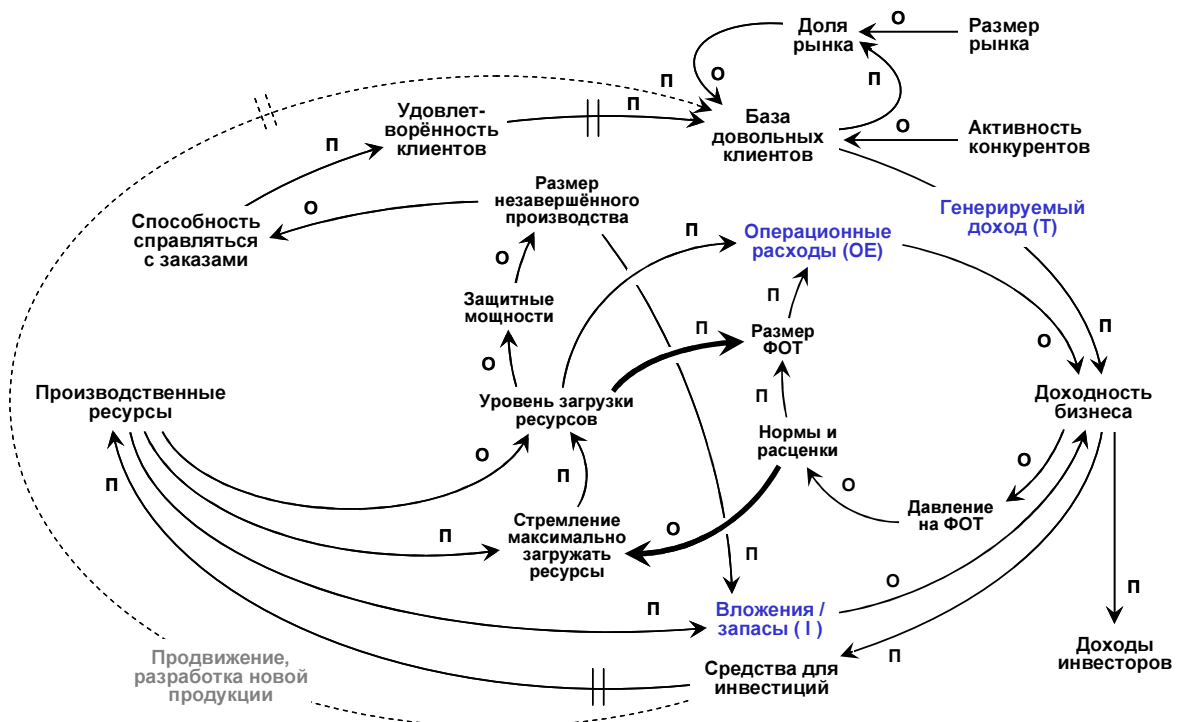 Доля
рынка
О
Размер
рынка
П
О
П
П
Удовлет-
ворённость
клиентов
База
довольных
клиентов
О
Активность
конкурентов
П
Размер
незавершённого
производства
О
Способность
справляться
с заказами
Генерируемый
доход (Т)
П
Операционные
расходы (ОЕ)
О
П
Защитные
мощности
П
Размер
ФОТ
П
О
О
Производственные
ресурсы
Уровень загрузки
ресурсов
П
Доходность
бизнеса
Нормы и
расценки
О
О
П
П
О
Давление
на ФОТ
Стремление
максимально
загружать
ресурсы
О
П
П
О
П
П
Вложения /
запасы ( I )
Продвижение,
разработка новой
продукции
Средства для
инвестиций
П
Доходы
инвесторов